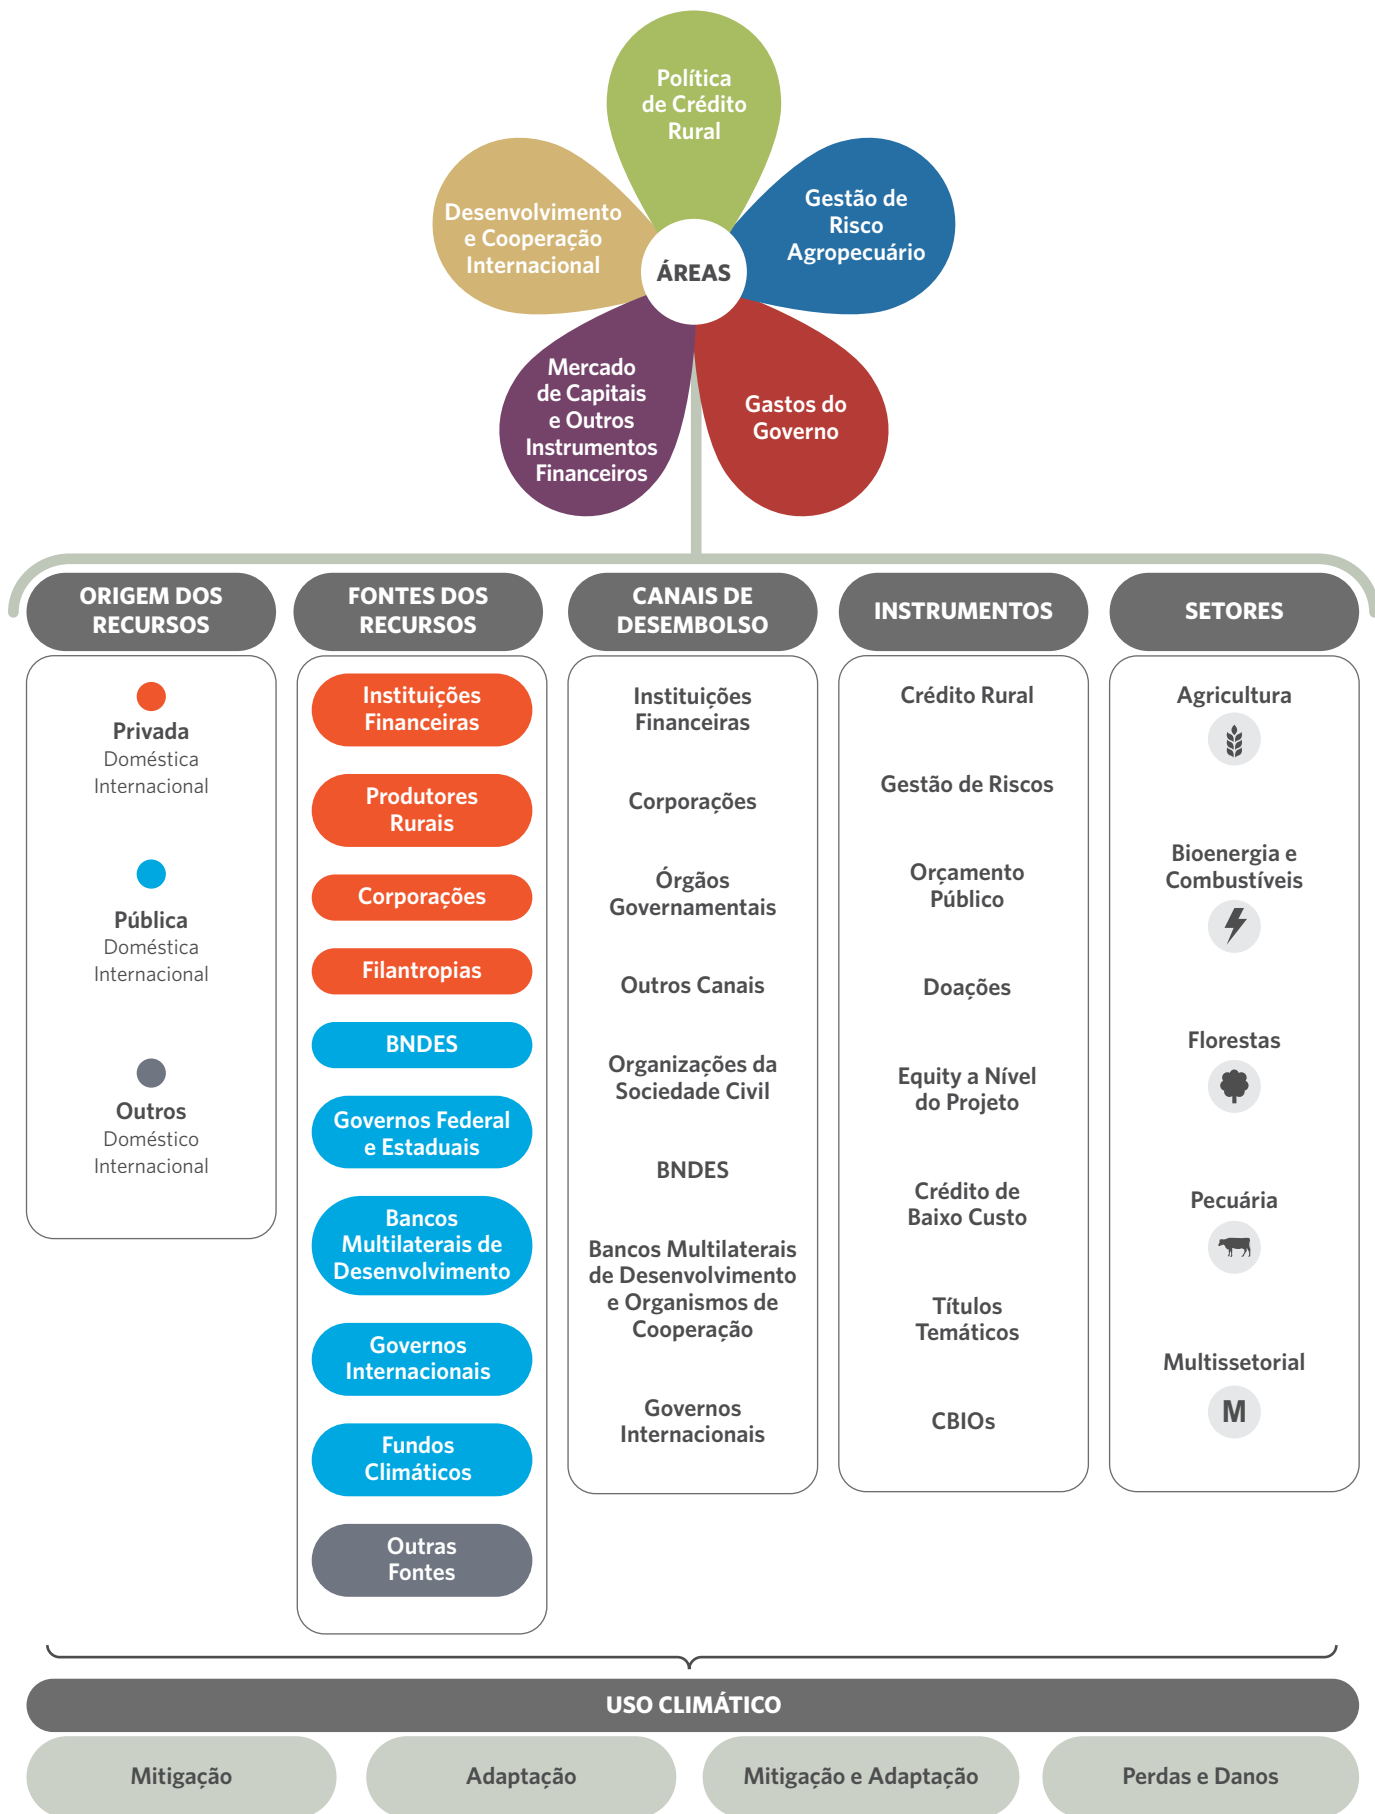 Política
de Crédito
Rural
Desenvolvimento
e Cooperação
Internacional
Gestão de
Risco
Agropecuário
ÁREAS
Mercado
de Capitais
e Outros
Instrumentos
Financeiros
Gastos do
Governo
ORIGEM DOS
RECURSOS
Privada
Doméstica
Internacional
Pública
Doméstica
Internacional
Outros
Doméstico
Internacional
FONTES DOS
RECURSOS
Instituições
Financeiras
Produtores
Rurais
Corporações
Filantropias
BNDES
Governos Federal
e Estaduais
Bancos
Multilaterais de
Desenvolvimento
Governos
Internacionais
Fundos
Climáticos
Outras
Fontes
CANAIS DE
DESEMBOLSO
Instituições
Financeiras
Corporações
Órgãos
Governamentais
Outros Canais
Organizações da
Sociedade Civil
BNDES
Bancos Multilaterais
de Desenvolvimento
e Organismos de
Cooperação
Governos
Internacionais
INSTRUMENTOS
Crédito Rural
Gestão de Riscos
Orçamento
Público
Doações
Equity a Nível
do Projeto
Crédito de
Baixo Custo
Títulos
Temáticos
CBIOs
SETORES
Agricultura
Bioenergia e
Combustíveis
Florestas
Pecuária
Multissetorial
M
USO CLIMÁTICO
Mitigação
Adaptação
Mitigação e Adaptação
Perdas e Danos